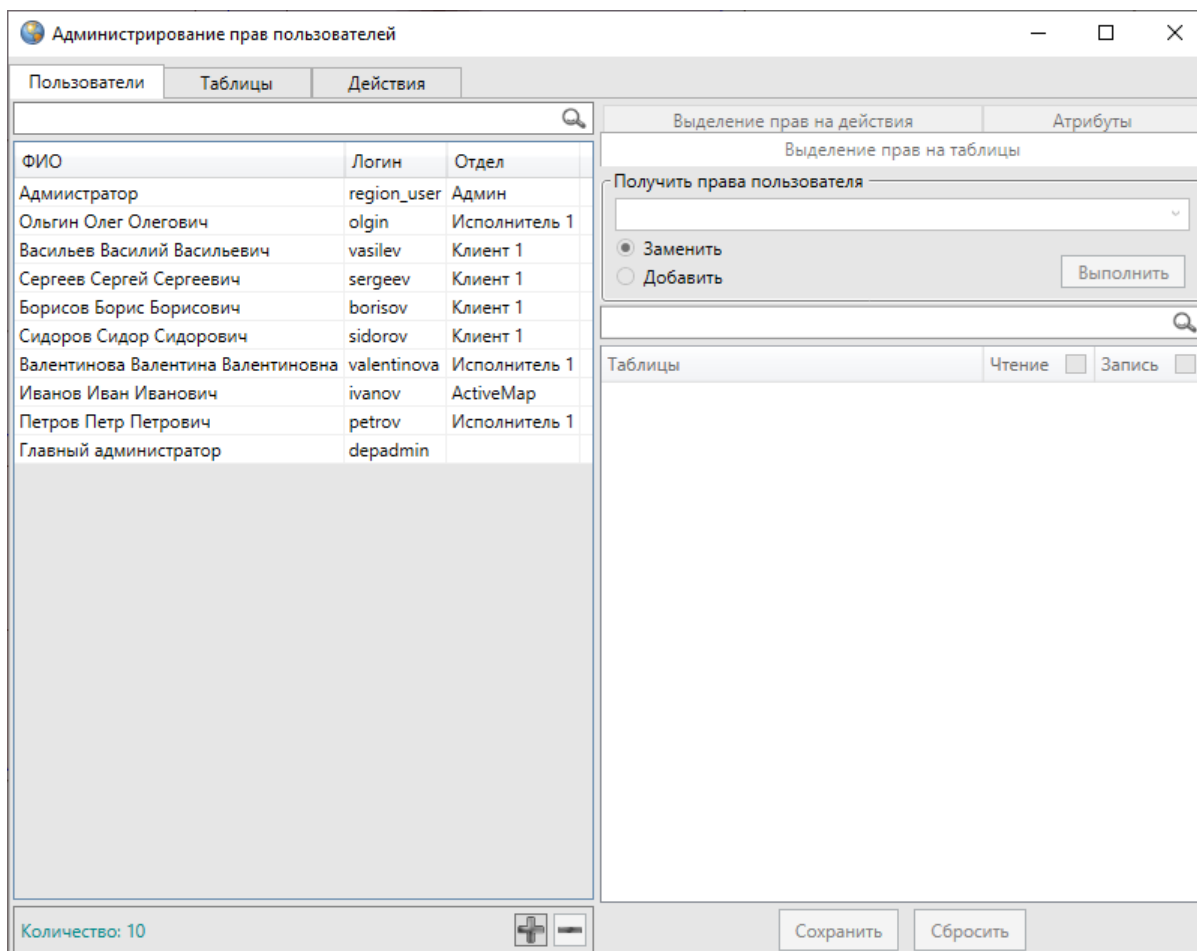 Администрирование прав пользователей
Пользователи Таблицы Действия
ФИО Логин Отдел
Адмиистратор region_user Админ
Ольгин Олег Олегович olgin Исполнитель 1
Васильев Василий Васильевич vasilev Клиент 1
Сергеев Сергей Сергеевич sergeev Клиент 1
Борисов Борис Борисович borisov Клиент 1
Сидоров Сидор Сидорович sidorov Клиент 1
Валентинова Валентина Валентиновна valentinova Исполнитель 1
Иванов Иван Иванович ivanov ActiveMap
Петров Петр Петрович petrov Исполнитель 1
Главный администратор depadmin
Количество: 10
Выделение прав на действия Атрибуты
Выделение прав на таблицы
Получить права пользователя
Заменить
Добавить
Выполнить
Таблицы Чтение Запись
Сохранить Сбросить